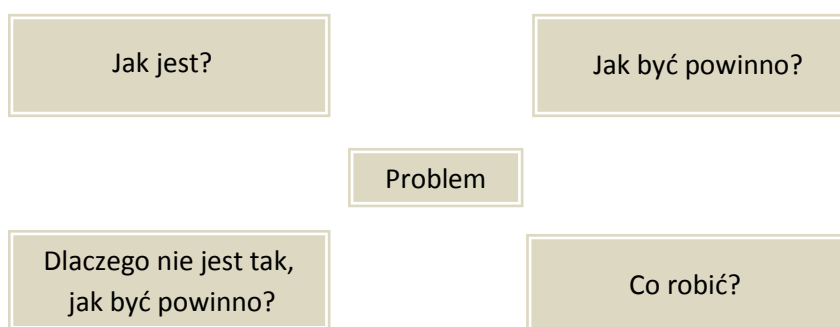 Jak jest?
Jak być powinno?
Problem
Dlaczego nie jest tak,
jak być powinno?
Co robić?